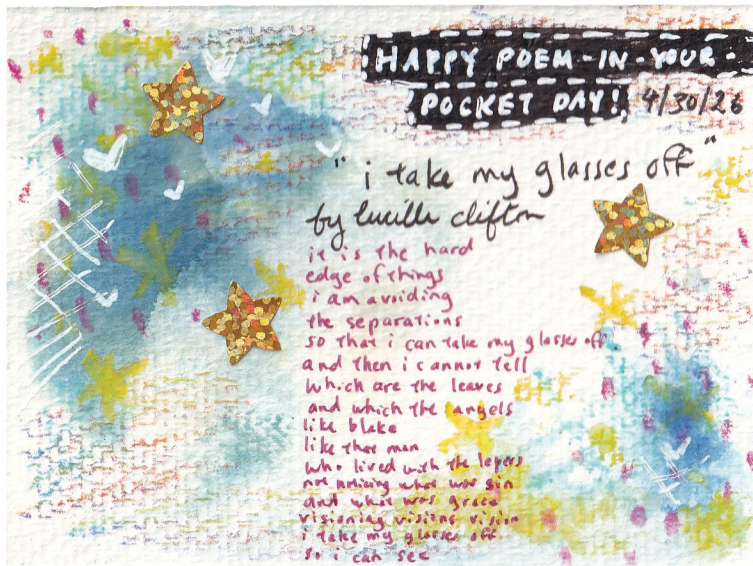 HAPPY POEM-IN-YOUR-
POCKET DAY! 4/30/26
"i take my glasses off"
by lucille clifton
it is the hard
edge of things
i am avoiding
the separations
so that i can take my glasses off
and then i cannot tell
which are the leaves
and which the angels
like blake
like that man
who lived with the lepers
not noticing what was sin
and what was grace
visioning visions vision
i take my glasses off
so i can see